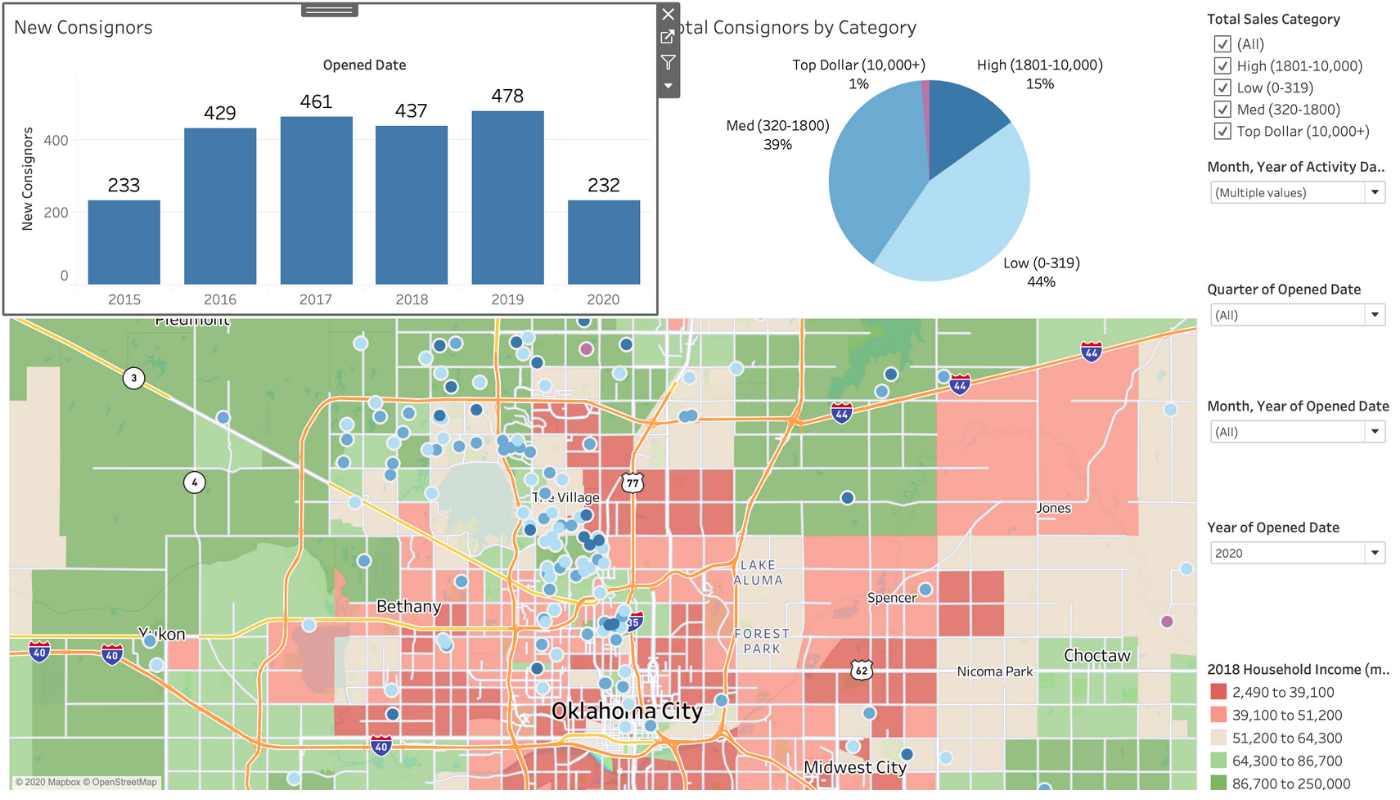 New Consignors
Opened Date
New Consignors
400
200
0
233
429
461
437
478
232
2015
2016
2017
2018
2019
2020
otal Consignors by Category
Top Dollar (10,000+)
1%
High (1801-10,000)
15%
Med (320-1800)
39%
Low (0-319)
44%
Total Sales Category
(All)
High (1801-10,000)
Low (0-319)
Med (320-1800)
Top Dollar (10,000+)
Month, Year of Activity Da..
(Multiple values)
Quarter of Opened Date
(All)
Month, Year of Opened Date
(All)
Year of Opened Date
2020
2018 Household Income (m..
2,490 to 39,100
39,100 to 51,200
51,200 to 64,300
64,300 to 86,700
86,700 to 250,000
Piedmont
3
44
44
44
4
77
The Village
Jones
LAKE
ALUMA
Bethany
Spencer
35
Yukon
FOREST
PARK
40
40
Choctaw
62
Nicoma Park
Oklahoma City
40
Midwest City
© 2020 Mapbox © OpenStreetMap